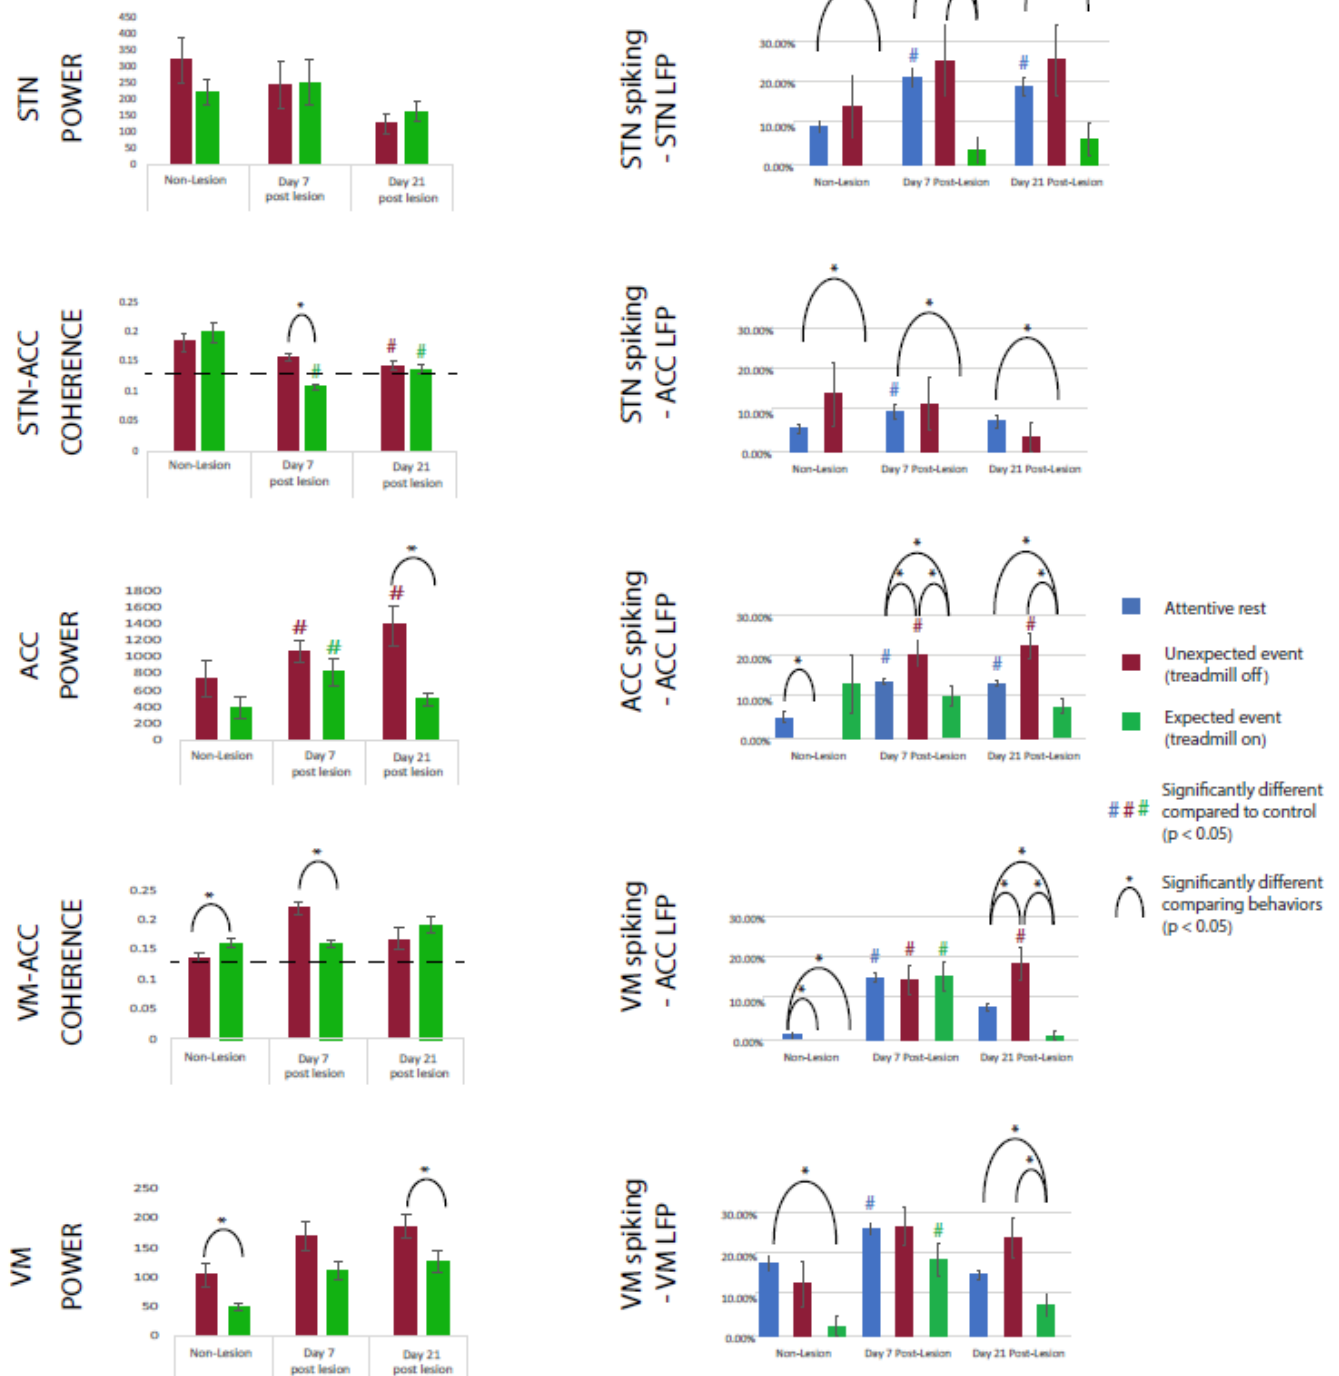 STN
POWER
450
400
350
300
250
200
150
100
50
0
Non-Lesion
Day 7
post lesion
Day 21
post lesion
STN spiking
- STN LFP
30.00%
20.00%
10.00%
0.00%
#
#
Non-Lesion
Day 7 Post-Lesion
Day 21 Post-Lesion
STN-ACC
COHERENCE
0.25
0.2
0.15
0.1
0.05
0
*
#
#
#
Non-Lesion
Day 7
post lesion
Day 21
post lesion
STN spiking
- ACC LFP
*
*
*
30.00%
20.00%
10.00%
0.00%
#
Non-Lesion
Day 7 Post-Lesion
Day 21 Post-Lesion
ACC
POWER
1800
1600
1400
1200
1000
800
600
400
200
0
*
#
#
#
Non-Lesion
Day 7
post lesion
Day 21
post lesion
ACC spiking
- ACC LFP
*
*
*
*
*
*
30.00%
20.00%
10.00%
0.00%
#
#
#
#
Non-Lesion
Day 7 Post-Lesion
Day 21 Post-Lesion
Attentive rest
Unexpected event
(treadmill off)
Expected event
(treadmill on)
# # #
Significantly different
compared to control
(p < 0.05)
*
Significantly different
comparing behaviors
(p < 0.05)
VM-ACC
COHERENCE
0.25
0.2
0.15
0.1
0.05
0
*
*
Non-Lesion
Day 7
post lesion
Day 21
post lesion
VM spiking
- ACC LFP
*
*
*
*
*
30.00%
20.00%
10.00%
0.00%
#
#
#
#
Non-Lesion
Day 7 Post-Lesion
Day 21 Post-Lesion
VM
POWER
250
200
150
100
50
0
*
*
Non-Lesion
Day 7
post lesion
Day 21
post lesion
VM spiking
- VM LFP
*
*
*
30.00%
20.00%
10.00%
0.00%
#
#
Non-Lesion
Day 7 Post-Lesion
Day 21 Post-Lesion